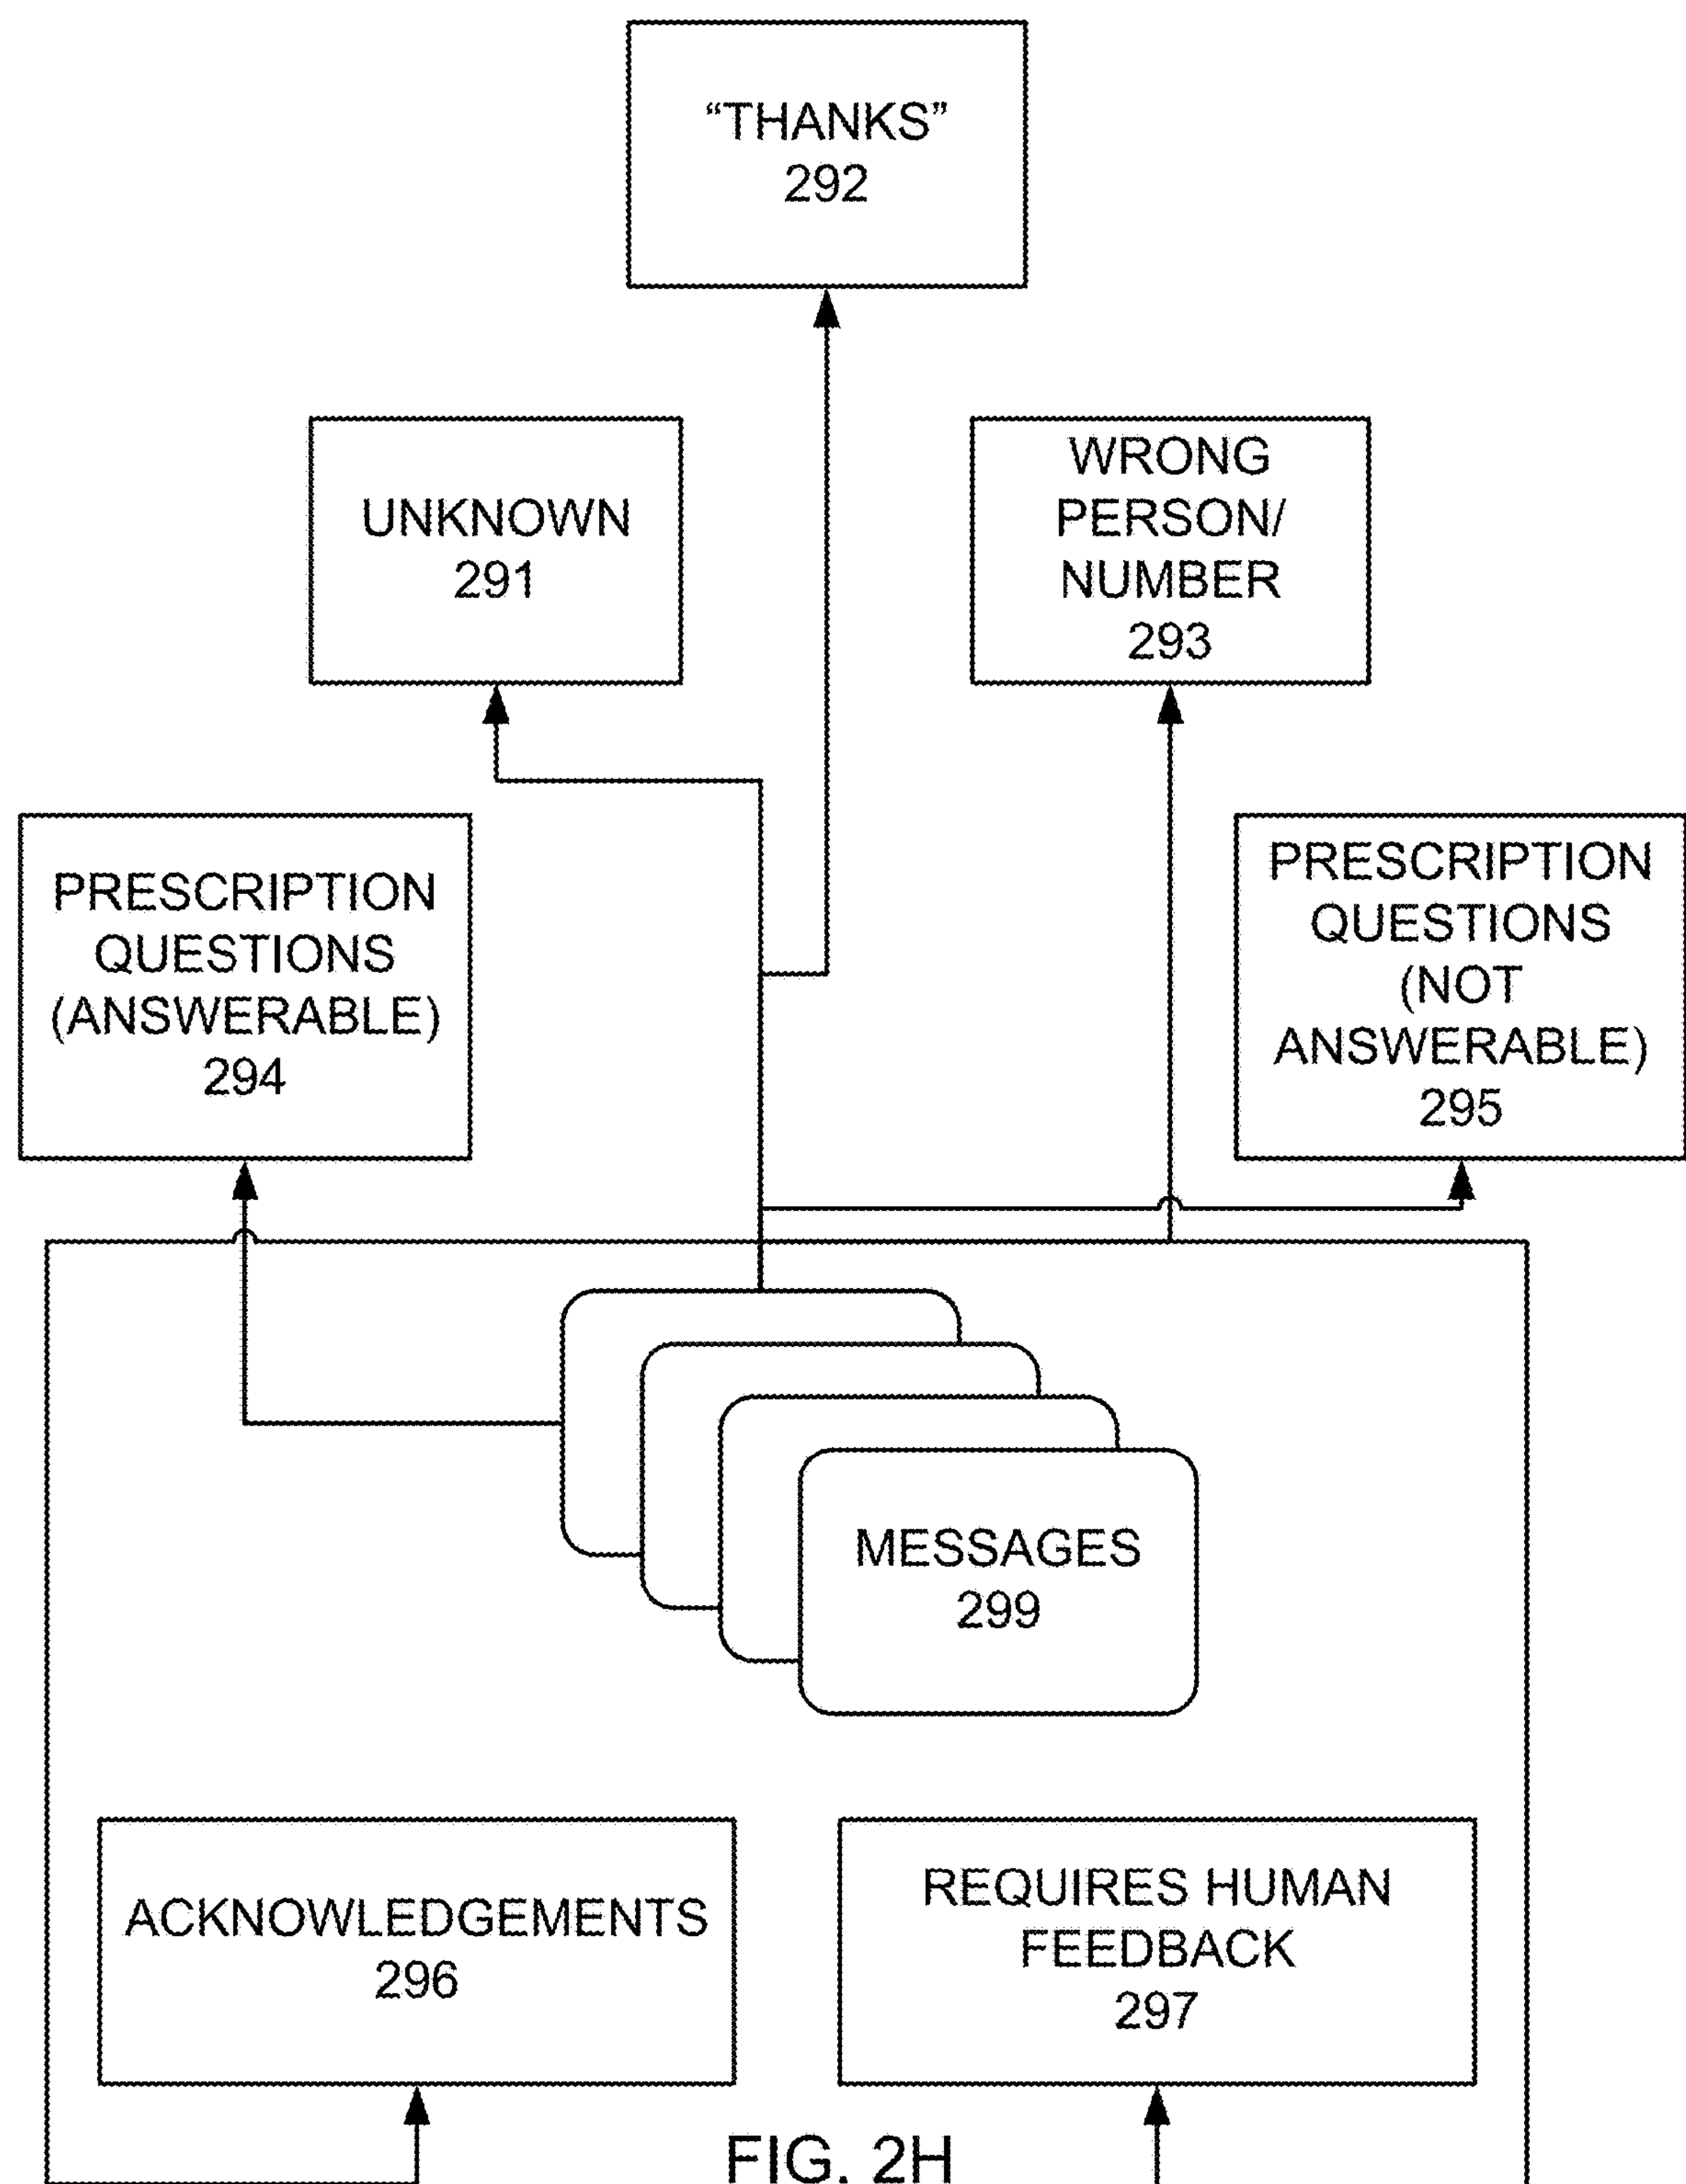 “THANKS”
292
UNKNOWN
291
WRONG
PERSON/
NUMBER
293
PRESCRIPTION
QUESTIONS
(ANSWERABLE)
294
PRESCRIPTION
QUESTIONS
(NOT
ANSWERABLE)
295
MESSAGES
299
ACKNOWLEDGEMENTS
296
REQUIRES HUMAN
FEEDBACK
297
FIG. 2H